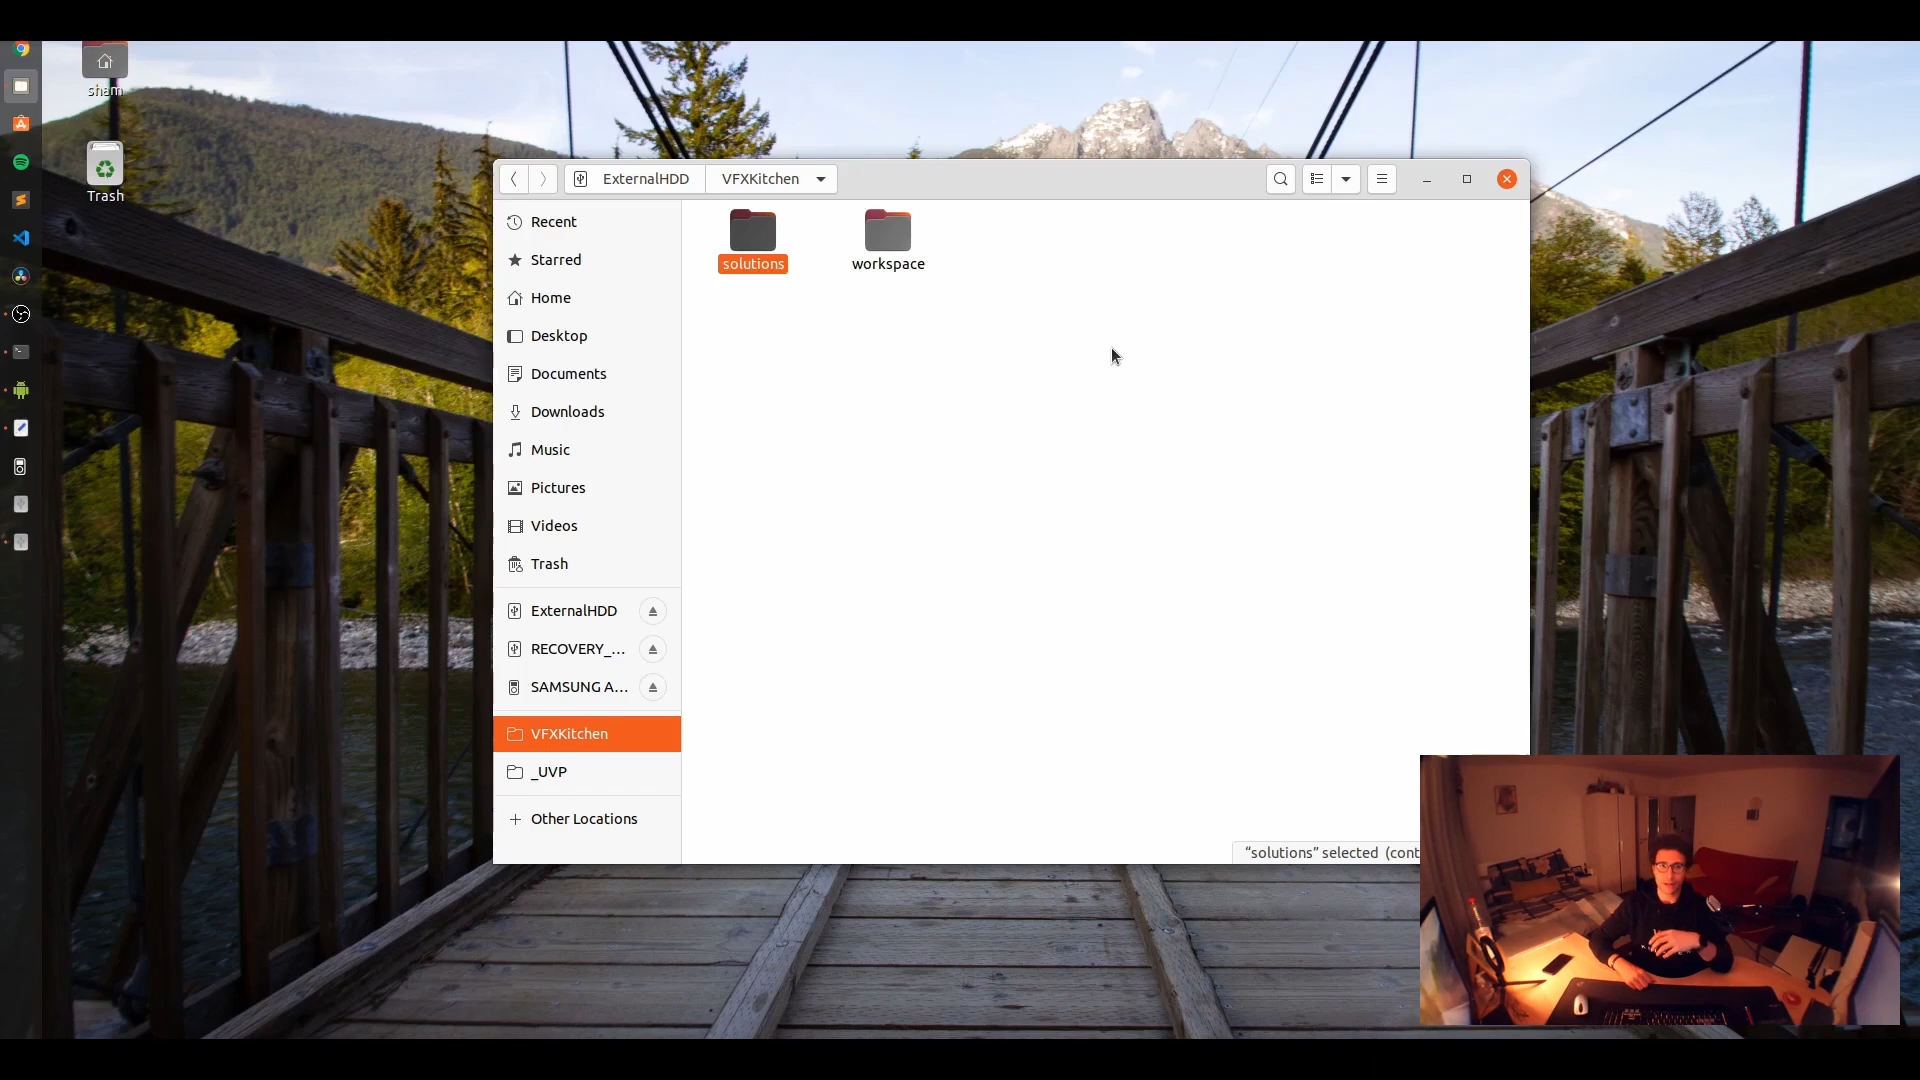 sham
Trash
ExternalHDD
VFXKitchen
Recent
Starred
Home
Desktop
Documents
Downloads
Music
Pictures
Videos
Trash
ExternalHDD
RECOVERY_...
SAMSUNG A...
VFXKitchen
_UVP
Other Locations
solutions
workspace
“solutions” selected (cont